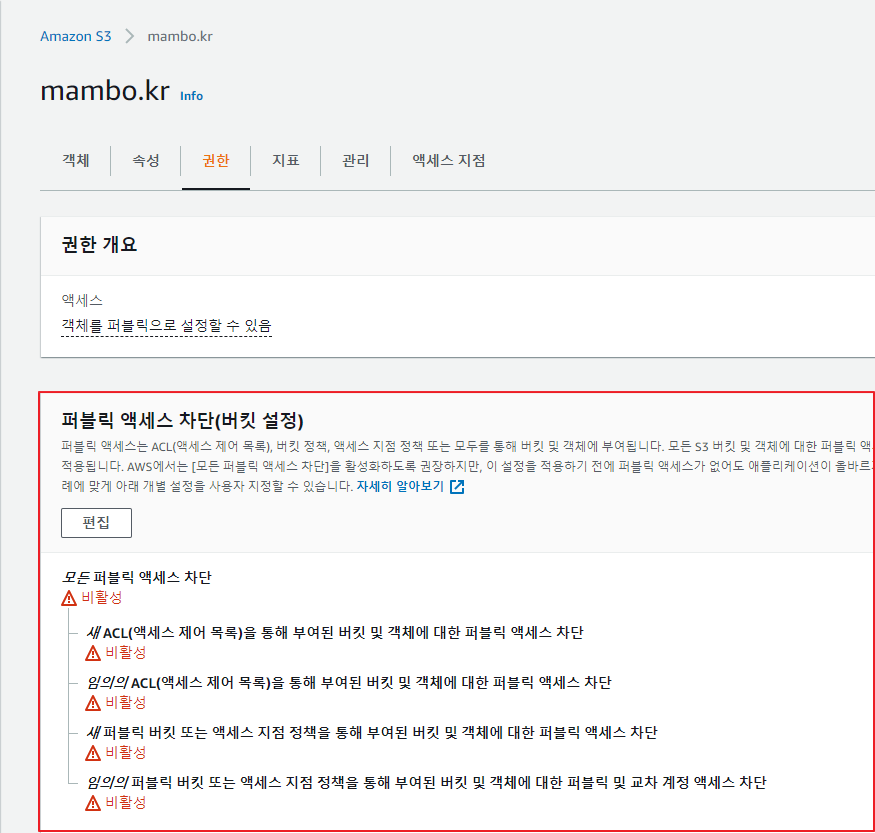 Amazon S3 > mambo.kr
mambo.kr Info
객체 속성 권한 지표 관리 액세스 지점
권한 개요
액세스
객체를 퍼블릭으로 설정할 수 있음
퍼블릭 액세스 차단(버킷 설정)
퍼블릭 액세스는 ACL(액세스 제어 목록), 버킷 정책, 액세스 지점 정책 또는 모두를 통해 버킷 및 객체에 부여됩니다. 모든 S3 버킷 및 객체에 대한 퍼블릭 액
적용됩니다. AWS에서는 [모든 퍼블릭 액세스 차단]을 활성화하도록 권장하지만, 이 설정을 적용하기 전에 퍼블릭 액세스가 없어도 애플리케이션이
례에 맞게 아래 개별 설정을 사용자 지정할 수 있습니다. 자세히 알아보기
편집
모든 퍼블릭 액세스 차단
비활성
새 ACL(액세스 제어 목록)을 통해 부여된 버킷 및 객체에 대한 퍼블릭 액세스 차단
비활성
임의의 ACL(액세스 제어 목록)을 통해 부여된 버킷 및 객체에 대한 퍼블릭 액세스 차단
비활성
새 퍼블릭 버킷 또는 액세스 지점 정책을 통해 부여된 버킷 및 객체에 대한 퍼블릭 액세스 차단
비활성
임의의 퍼블릭 버킷 또는 액세스 지점 정책을 통해 부여된 버킷 및 객체에 대한 퍼블릭 및 교차 계정 액세스 차단
비활성